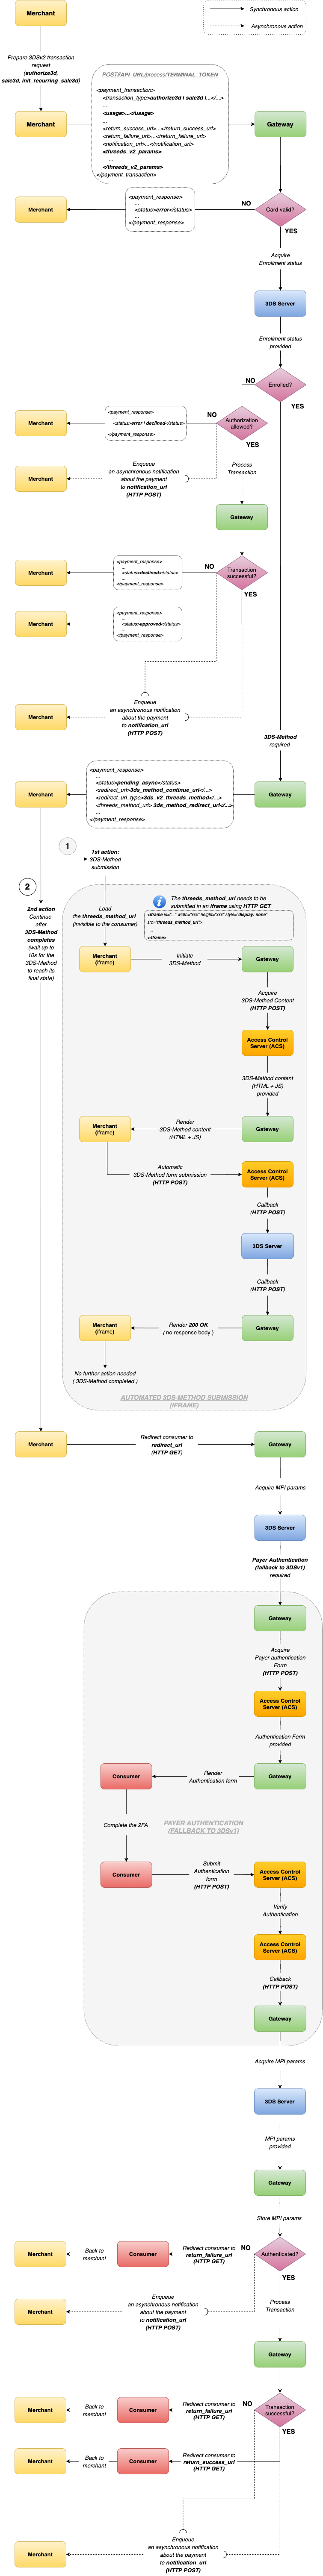 Merchant
Synchronous action
Asynchronous action
Prepare 3DSv2 transaction
request
(authorize3d,
sale3d, init_recurring_sale3d)
POST/API_URL/process/TERMINAL_TOKEN
<payment_transaction>
<transaction_type>authorize3d / sale3d /...</...>
...
<usage>...</usage>
...
<return_success_url>...</return_success_url>
<return_failure_url>...</return_failure_url>
<notification_url>...</notification_url>
<threeds_v2_params>
...
</threeds_v2_params>
</payment_transaction>
Merchant
Gateway
Merchant
<payment_response>
...
<status>error</status>
...
</payment_response>
NO
Card valid?
YES
Acquire
Enrollment status
3DS Server
Enrollment status
provided
NO
Enrolled?
YES
Merchant
<payment_response>
...
<status>error / declined</status>
...
</payment_response>
NO
Authorization
allowed?
YES
Merchant
Enqueue
an asynchronous notification
about the payment
to notification_url
(HTTP POST)
Process
Transaction
Gateway
Merchant
<payment_response>
...
<status>declined</status>
...
</payment_response>
NO
Transaction
successful?
YES
Merchant
<payment_response>
...
<status>approved</status>
...
</payment_response>
Merchant
Enqueue
an asynchronous notification
about the payment
to notification_url
(HTTP POST)
3DS-Method
required
Merchant
<payment_response>
...
<status>pending_async</status>
<redirect_url>3ds_method_continue_url</...>
<redirect_url_type>3ds_v2_threeds_method</...>
<threeds_method_url> 3ds_method_redirect_url</...>
...
</payment_response>
Gateway
1
1st action:
3DS-Method
submission
2
2nd action
Continue
after
3DS-Method
completes
(wait up to
10s for the
3DS-Method
to reach its
final state)
Load
the threeds_method_url
(invisible to the consumer)
i
The threeds_method_url needs to be
submitted in an iframe using HTTP GET
<iframe id="..." width="xxx" height="xxx" style="display: none"
src="threeds_method_url">
...
</iframe>
Merchant
(iframe)
Initiate
3DS-Method
Gateway
Acquire
3DS-Method Content
(HTTP POST)
Access Control
Server (ACS)
3DS-Method content
(HTML + JS)
provided
Merchant
(iframe)
Render
3DS-Method content
(HTML + JS)
Gateway
Automatic
3DS-Method form submission
(HTTP POST)
Access Control
Server (ACS)
Callback
(HTTP POST)
3DS Server
Callback
(HTTP POST)
Merchant
(iframe)
Render 200 OK
( no response body )
Gateway
No further action needed
( 3DS-Method completed )
AUTOMATED 3DS-METHOD SUBMISSION
(IFRAME)
Merchant
Redirect consumer to
redirect_url
(HTTP GET)
Gateway
Acquire MPI params
3DS Server
Payer Authentication
(fallback to 3DSv1)
required
Gateway
Acquire
Payer authentication
Form
(HTTP POST)
Access Control
Server (ACS)
Authentication Form
provided
Consumer
Render
Authentication form
Gateway
Complete the 2FA
PAYER AUTHENTICATION
(FALLBACK TO 3DSv1)
Consumer
Submit
Authentication
form
(HTTP POST)
Access Control
Server (ACS)
Verify
Authentication
Access Control
Server (ACS)
Callback
(HTTP POST)
Gateway
Acquire MPI params
3DS Server
MPI params
provided
Gateway
Store MPI params
Merchant
Back to
merchant
Consumer
Redirect consumer to
return_failure_url
(HTTP GET)
NO
Authenticated?
YES
Merchant
Enqueue
an asynchronous notification
about the payment
to notification_url
(HTTP POST)
Process
Transaction
Gateway
Merchant
Back to
merchant
Consumer
Redirect consumer to
return_failure_url
(HTTP GET)
NO
Transaction
successful?
YES
Merchant
Back to
merchant
Consumer
Redirect consumer to
return_success_url
(HTTP GET)
Merchant
Enqueue
an asynchronous notification
about the payment
to notification_url
(HTTP POST)